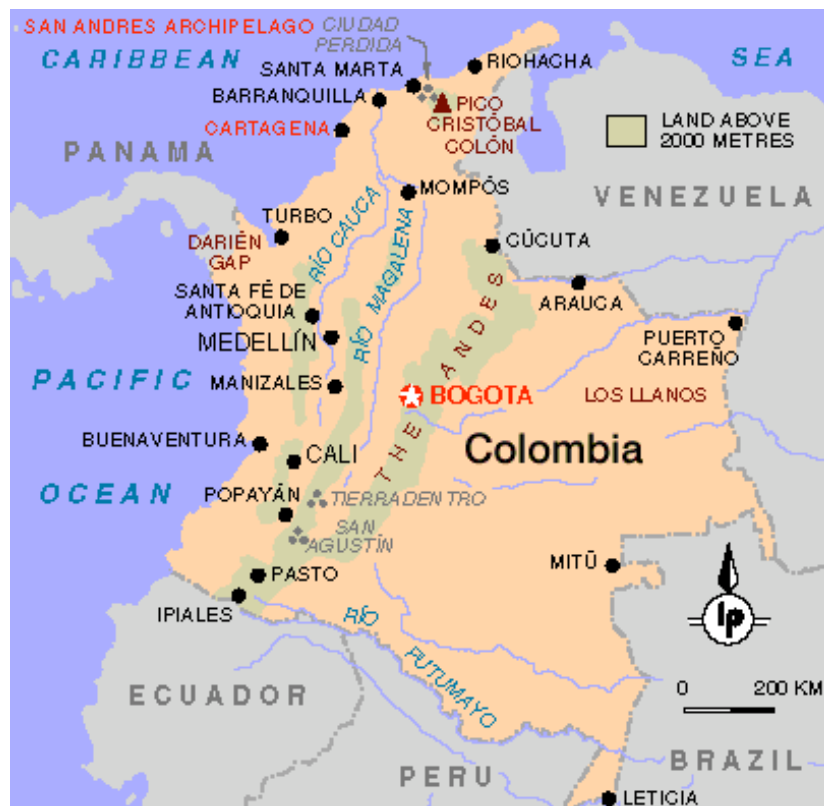 SAN ANDRES ARCHIPELAGO
CIUDAD
PERDIDA
CARIBBEAN
SEA
SANTA MARTA
RIOHACHA
BARRANQUILLA
PICO
CRISTÓBAL
COLÓN
CARTAGENA
LAND ABOVE
2000 METRES
PANAMA
MOMPÓS
VENEZUELA
TURBO
RÍO CAUCA
RÍO MAGALENA
CÚCUTA
DARIÉN
GAP
SANTA FÉ DE
ANTIOQUIA
ARAUCA
MEDELLÍN
THE ANDES
PUERTO
CARREÑO
PACIFIC
MANIZALES
BOGOTA
LOS LLANOS
BUENAVENTURA
CALI
Colombia
OCEAN
POPAYÁN
TIERRADENTRO
SAN
AGUSTÍN
MITŪ
PASTO
IPIALES
RÍO
PUTUMAYO
lp
ECUADOR
0 200 KM
PERU
BRAZIL
LETICIA